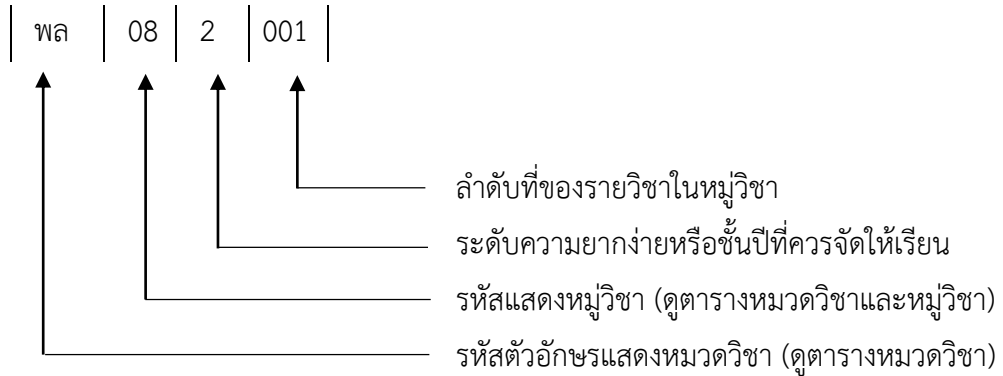 พล 08 2 001
ลำดับที่ของรายวิชาในหมู่วิชา
ระดับความยากง่ายหรือชั้นปีที่ควรจัดให้เรียน
รหัสแสดงหมู่วิชา (ดูตารางหมวดวิชาและหมู่วิชา)
รหัสตัวอักษรแสดงหมวดวิชา (ดูตารางหมวดวิชา)